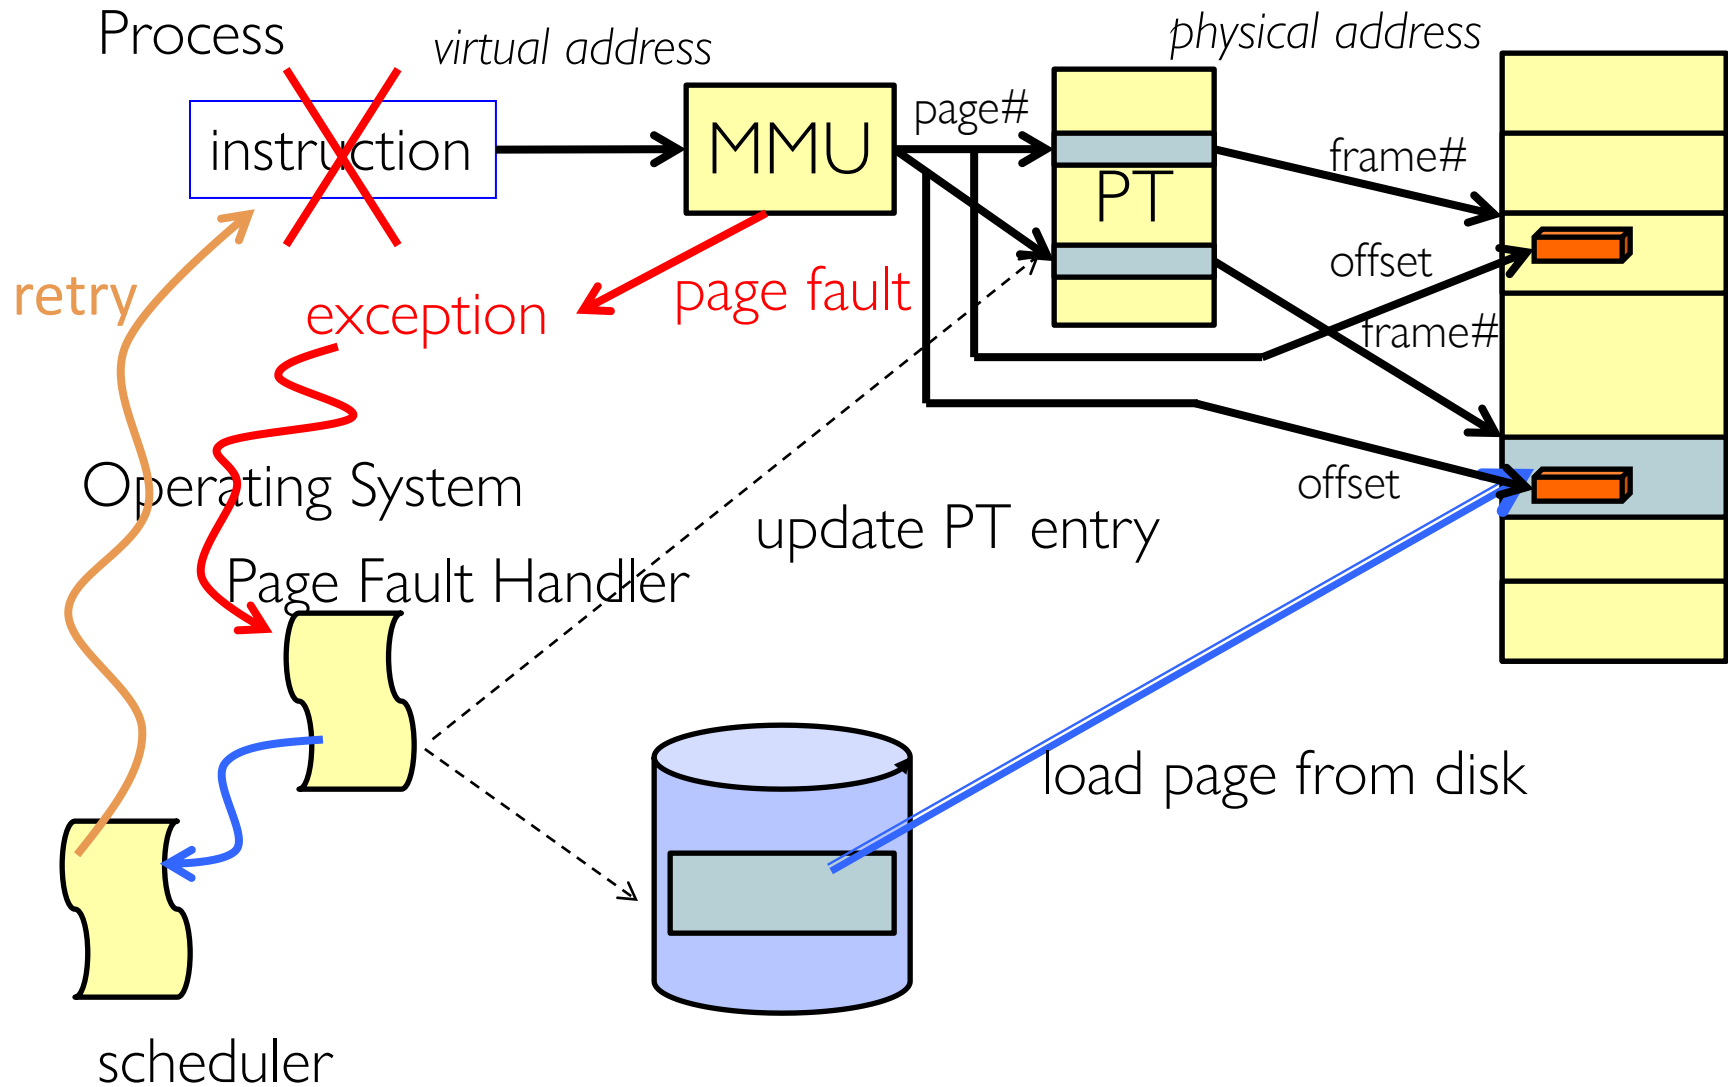 Process
virtual address
physical address
instruction
MMU
page#
PT
frame#
offset
frame#
retry
exception
page fault
offset
Operating System
update PT entry
Page Fault Handler
load page from disk
scheduler